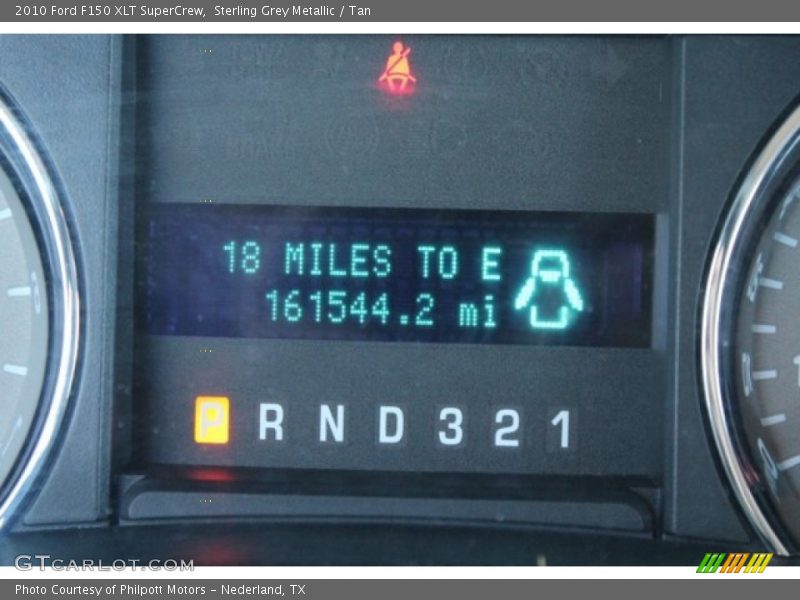 2010 Ford F150 XLT SuperCrew,  Sterling Grey Metallic / Tan
18 MILES TO E
161544.2 mi
P R N D 3 2 1
GTCARLOT.COM
Photo Courtesy of Philpott Motors - Nederland, TX